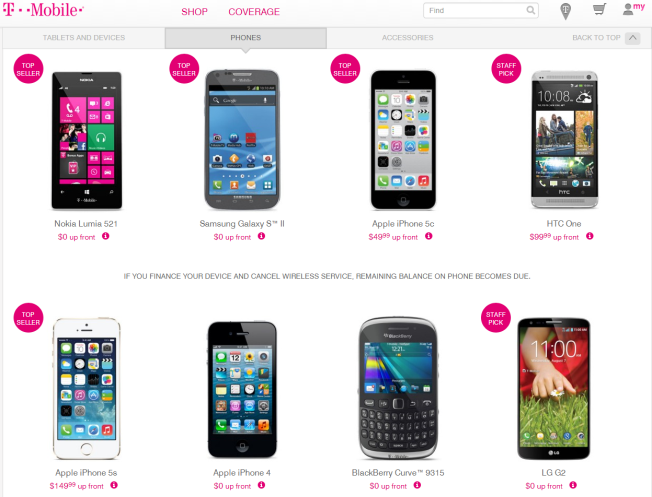 T··Mobile·
SHOP COVERAGE
Find
my
TABLETS AND DEVICES PHONES ACCESSORIES BACK TO TOP
TOP SELLER
TOP SELLER
TOP SELLER
STAFF PICK
NOKIA
T··Mobile·
Google
10:08
hTC
Nokia Lumia 521
$0 up front
Samsung Galaxy S™ II
$0 up front
Apple iPhone 5c
$49⁹⁹ up front
HTC One
$99⁹⁹ up front
IF YOU FINANCE YOUR DEVICE AND CANCEL WIRELESS SERVICE, REMAINING BALANCE ON PHONE BECOMES DUE.
TOP SELLER
STAFF PICK
BlackBerry
12:21
11:00
LG
Apple iPhone 5s
$149⁹⁹ up front
Apple iPhone 4
$0 up front
BlackBerry Curve™ 9315
$0 up front
LG G2
$0 up front